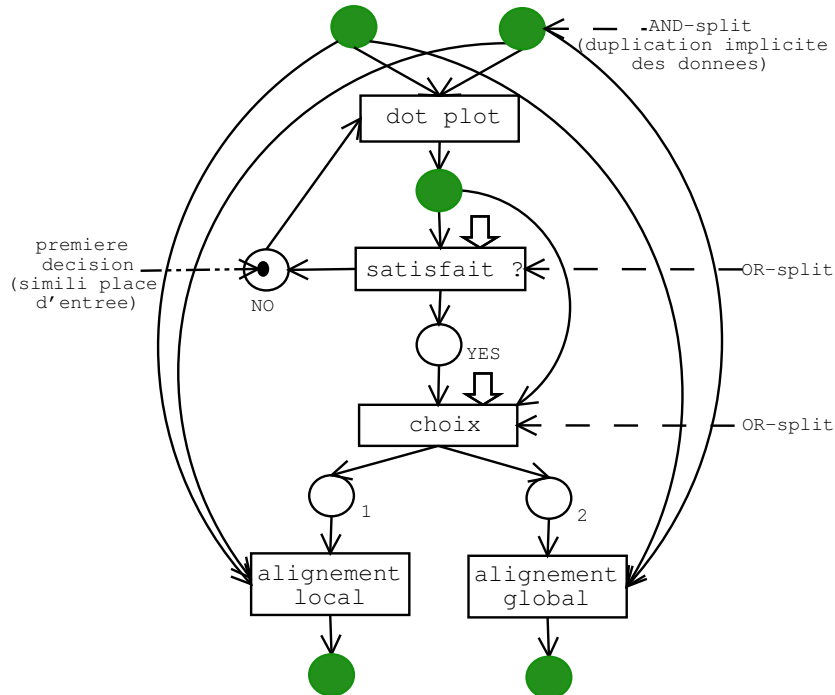 AND-split
(duplication implicite
des donnees)
dot plot
premiere
decision
(simili place
d'entree)
satisfait ?
OR-split
NO
YES
choix
OR-split
1
2
alignement
local
alignement
global